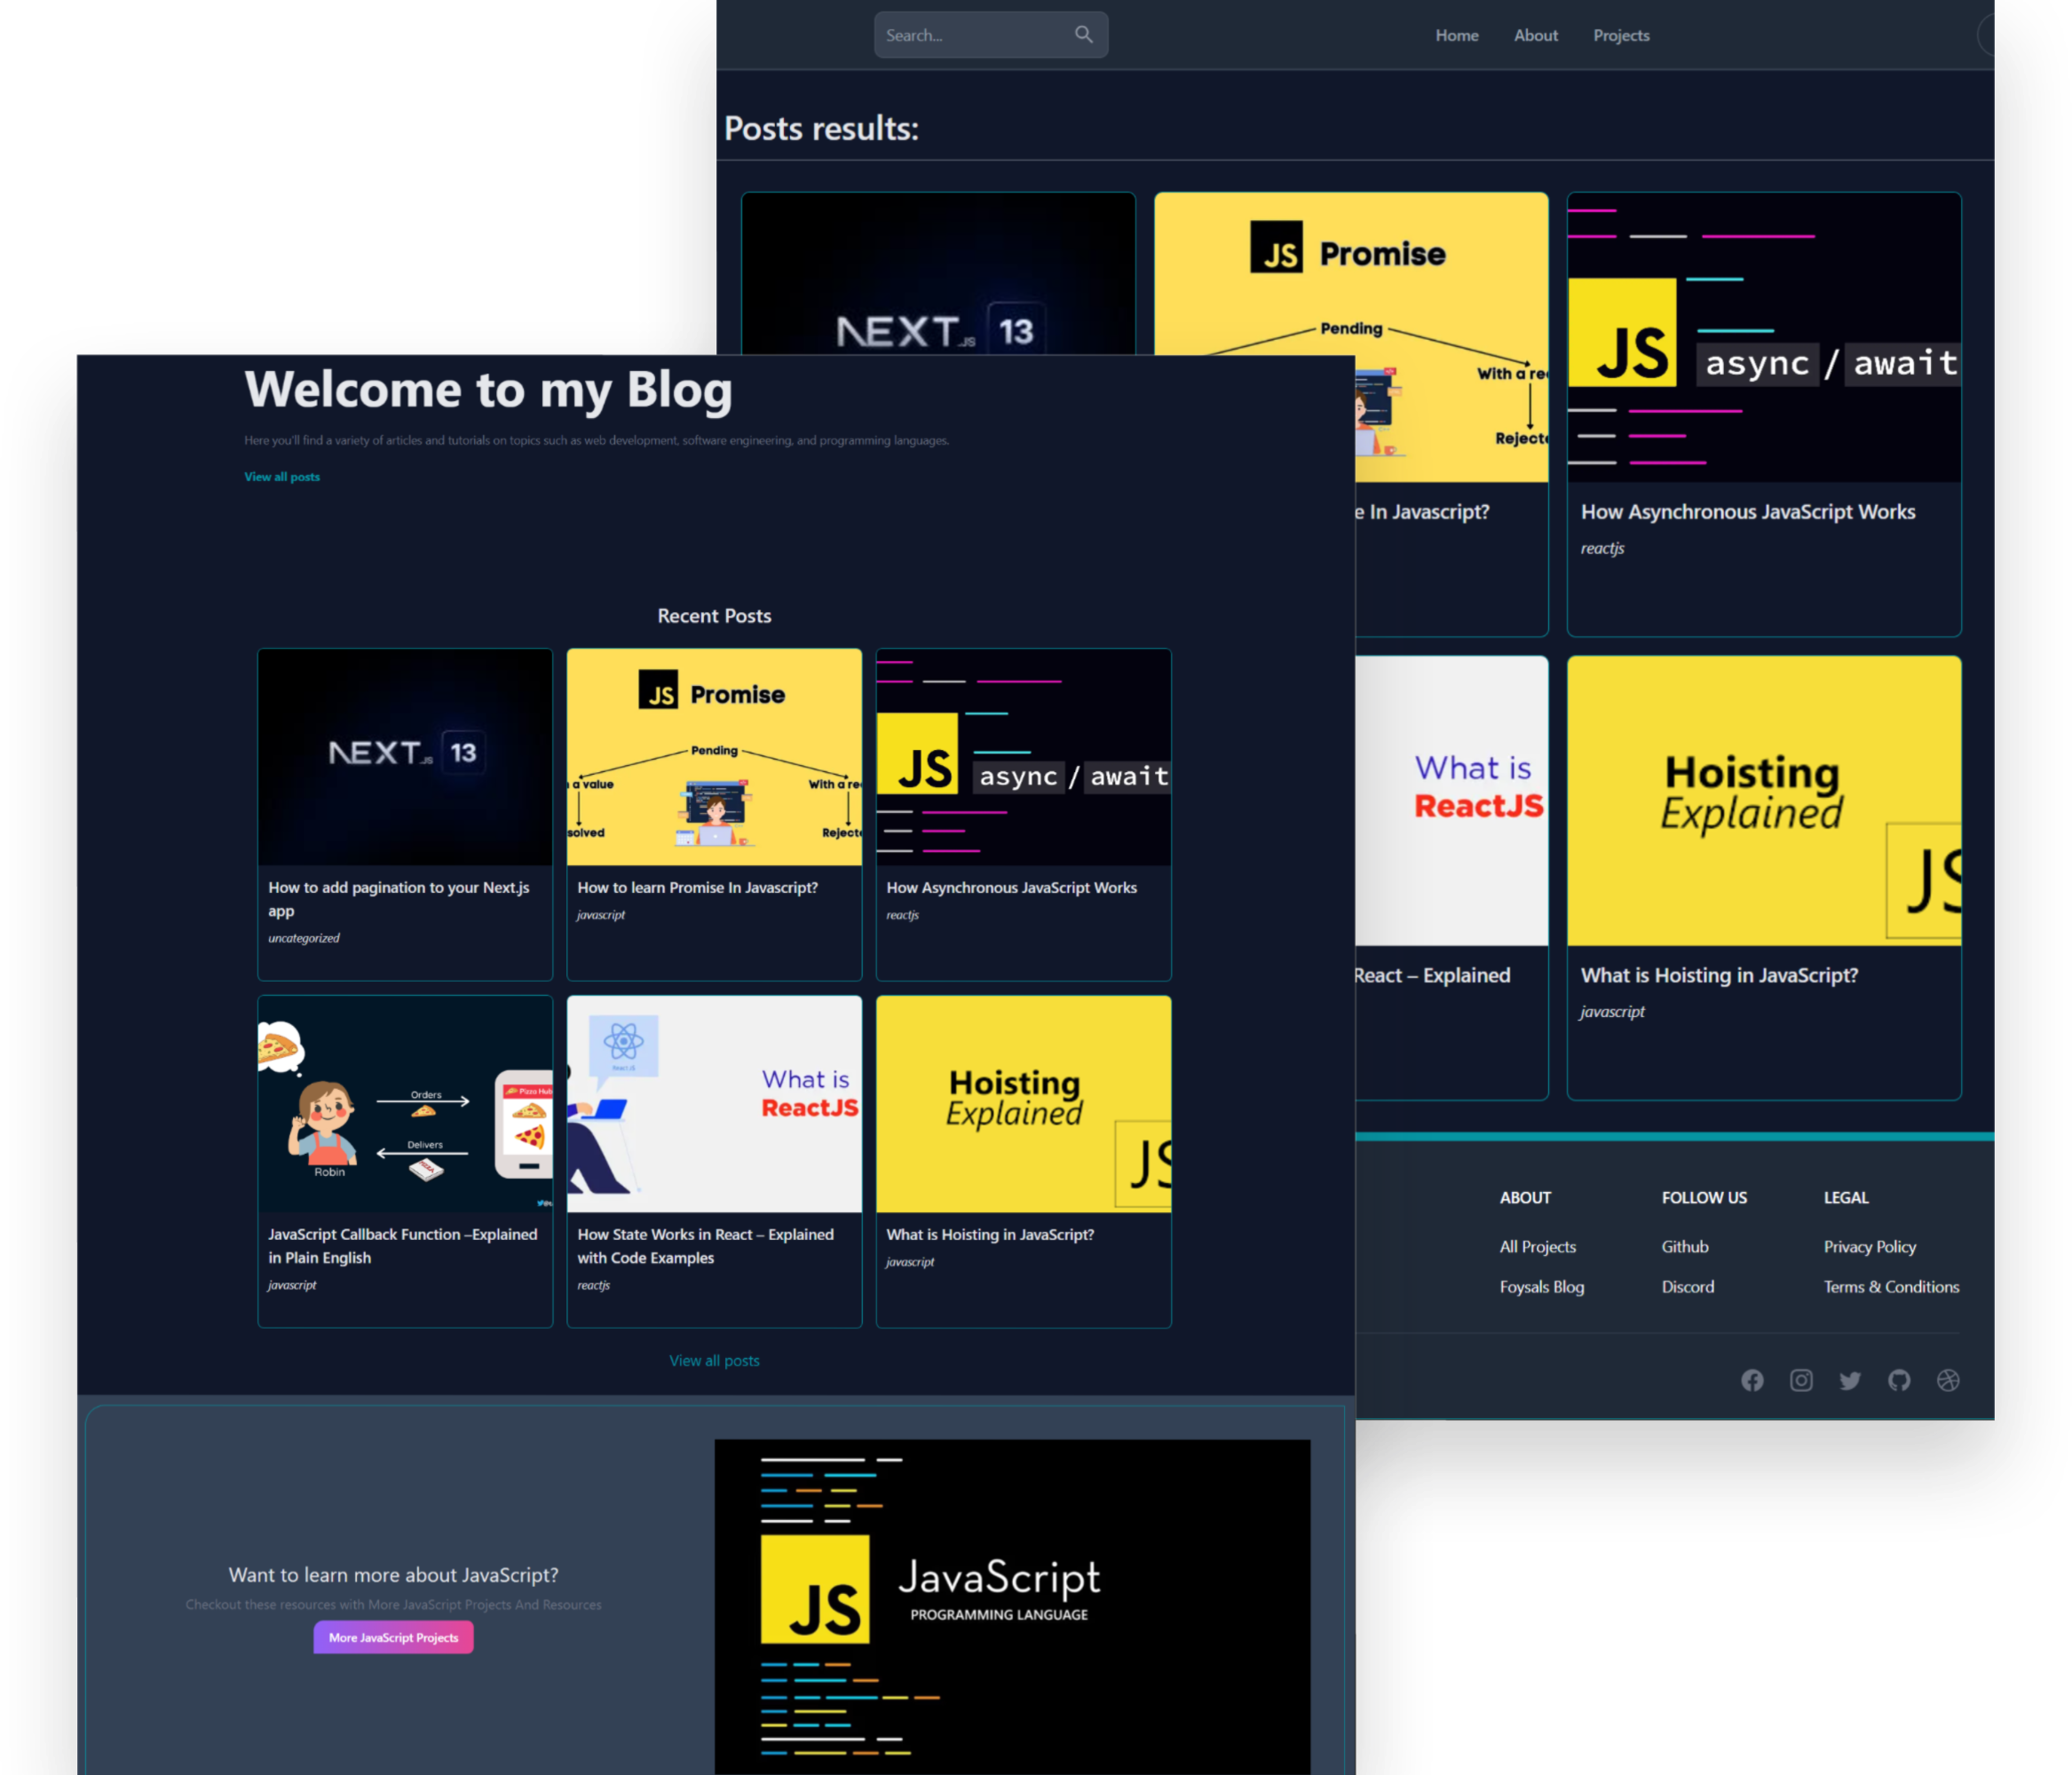 Search...
Home
About
Projects
Posts results:
NEXT.JS 13
JS Promise
Pending
With a re
Rejecte
JS
async / await
e In Javascript?
How Asynchronous JavaScript Works
reactjs
What is
ReactJS
Hoisting
Explained
JS
React – Explained
What is Hoisting in JavaScript?
javascript
ABOUT
FOLLOW US
LEGAL
All Projects
Github
Privacy Policy
Foysals Blog
Discord
Terms & Conditions
Welcome to my Blog
Here you'll find a variety of articles and tutorials on topics such as web development, software engineering, and programming languages.
View all posts
Recent Posts
NEXT.JS 13
JS Promise
Pending
a value
With a re
solved
Rejecte
JS
async / await
How to add pagination to your Next.js
app
uncategorized
How to learn Promise In Javascript?
javascript
How Asynchronous JavaScript Works
reactjs
Orders
Delivers
Robin
Pizza Hub
PIZZA
ReactJS
What is
ReactJS
Hoisting
Explained
JS
JavaScript Callback Function –Explained
in Plain English
javascript
How State Works in React – Explained
with Code Examples
reactjs
What is Hoisting in JavaScript?
javascript
View all posts
Want to learn more about JavaScript?
Checkout these resources with More JavaScript Projects And Resources
More JavaScript Projects
JS
JavaScript
PROGRAMMING LANGUAGE